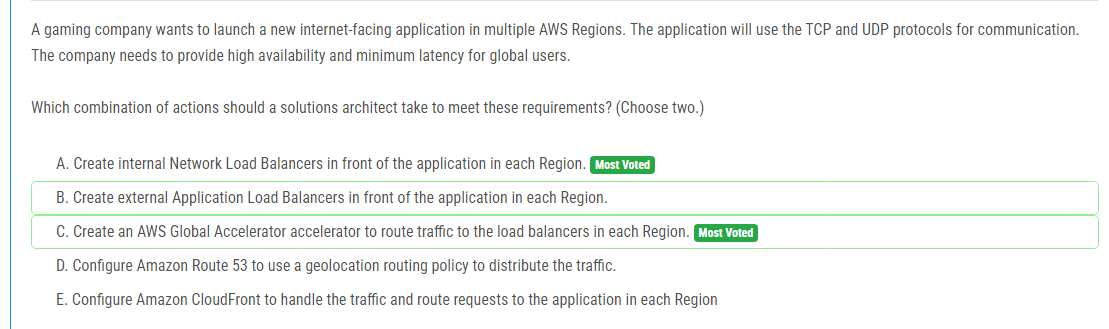 A gaming company wants to launch a new internet-facing application in multiple AWS Regions. The application will use the TCP and UDP protocols for communication.
The company needs to provide high availability and minimum latency for global users.
Which combination of actions should a solutions architect take to meet these requirements? (Choose two.)
A. Create internal Network Load Balancers in front of the application in each Region. Most Voted
B. Create external Application Load Balancers in front of the application in each Region.
C. Create an AWS Global Accelerator accelerator to route traffic to the load balancers in each Region. Most Voted
D. Configure Amazon Route 53 to use a geolocation routing policy to distribute the traffic.
E. Configure Amazon CloudFront to handle the traffic and route requests to the application in each Region